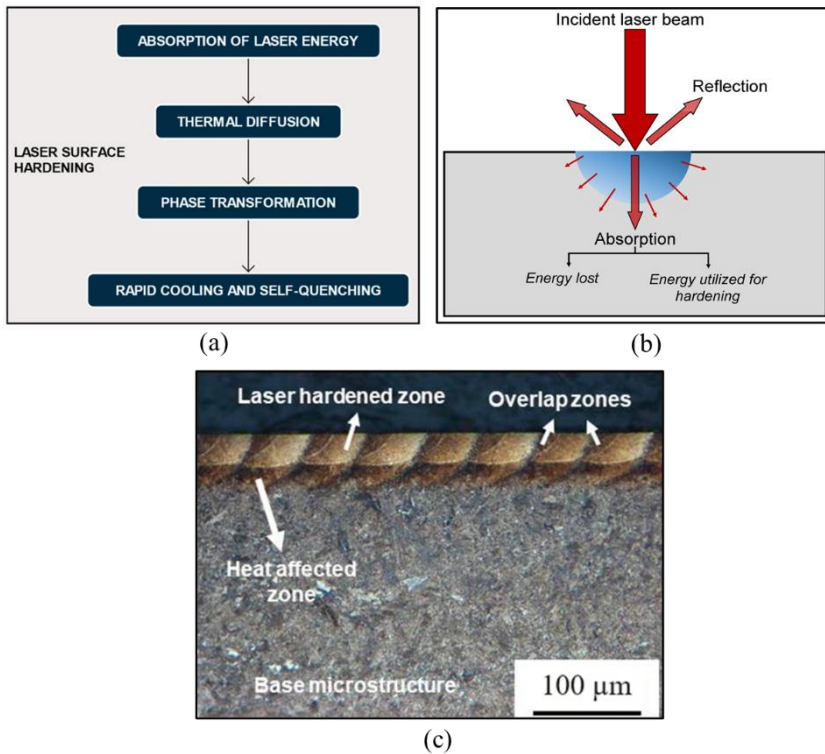 ABSORPTION OF LASER ENERGY
THERMAL DIFFUSION
LASER SURFACE
HARDENING
PHASE TRANSFORMATION
RAPID COOLING AND SELF-QUENCHING
(a)
Incident laser beam
Reflection
Absorption
Energy lost
Energy utilized for
hardening
(b)
Laser hardened zone
Overlap zones
Heat affected
zone
Base microstructure
100 µm
(c)